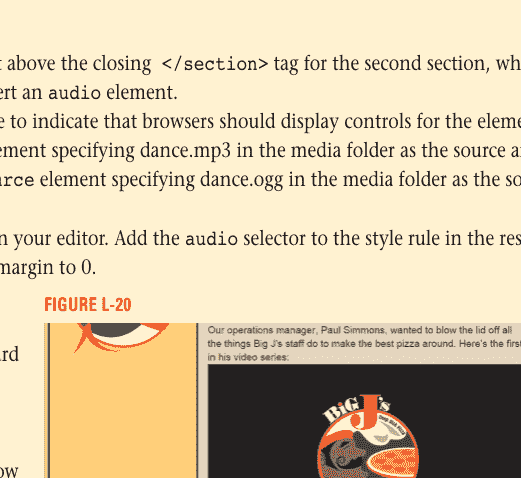 above the closing </section> tag for the second section, wh
ert an audio element.
e to indicate that browsers should display controls for the eleme
ement specifying dance.mp3 in the media folder as the source a
rce element specifying dance.ogg in the media folder as the so
n your editor. Add the audio selector to the style rule in the res
margin to 0.
FIGURE L-20
Our operations manager, Paul Simmons, wanted to blow the lid off all
the things Big J's staff do to make the best pizza around. Here's the first
in his video series:
ard
BiG J's
Deep Dish Pizza
ow